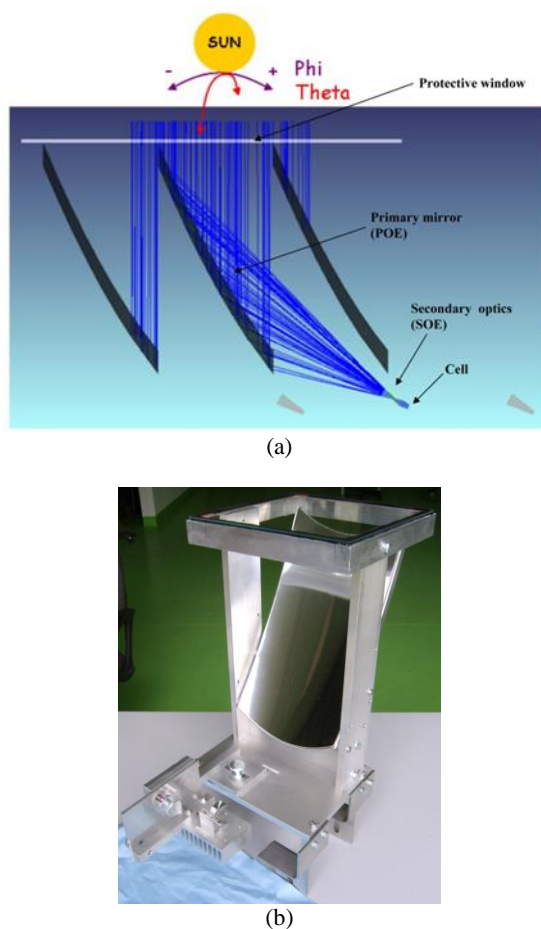 SUN
- + Phi
Theta
Protective window
Primary mirror
(POE)
Secondary optics
(SOE)
Cell
(a)
(b)